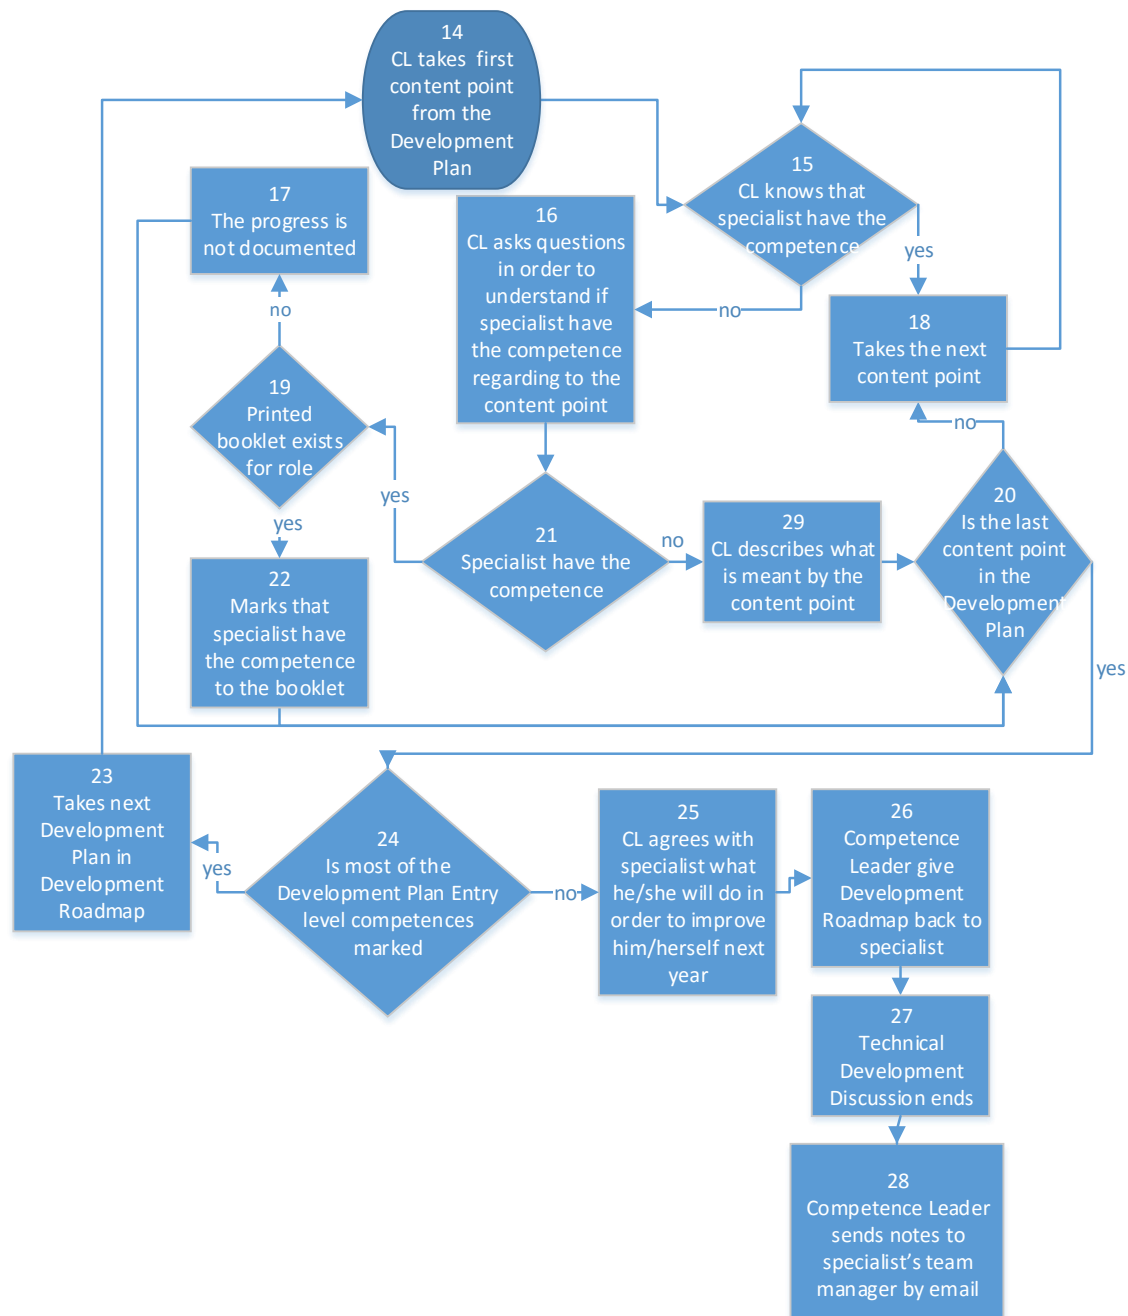 14
CL takes first
content point
from the
Development
Plan
15
CL knows that
specialist have the
competence
yes
no
16
CL asks questions
in order to
understand if
specialist have
the competence
regarding to the
content point
17
The progress is
not documented
no
18
Takes the next
content point
no
19
Printed
booklet exists
for role
yes
yes
20
Is the last
content point
in the
Development
Plan
yes
21
Specialist have the
competence
no
29
CL describes what
is meant by the
content point
22
Marks that
specialist have
the competence
to the booklet
23
Takes next
Development
Plan in
Development
Roadmap
yes
24
Is most of the
Development Plan Entry
level competences
marked
no
25
CL agrees with
specialist what
he/she will do in
order to improve
him/herself next
year
26
Competence
Leader give
Development
Roadmap back to
specialist
27
Technical
Development
Discussion ends
28
Competence Leader
sends notes to
specialist's team
manager by email